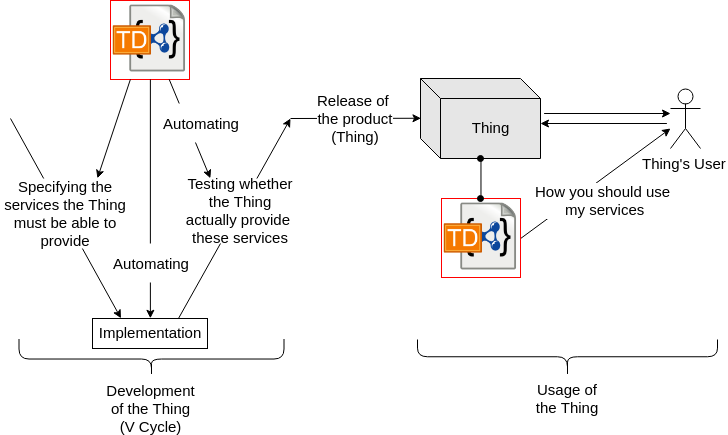 TD
{ }
Automating
Specifying the
services the Thing
must be able to
provide
Testing whether
the Thing
actually provide
these services
Automating
Implementation
Development
of the Thing
(V Cycle)
Release of
the product
(Thing)
Thing
Thing's User
How you should use
my services
TD
{ }
Usage of
the Thing